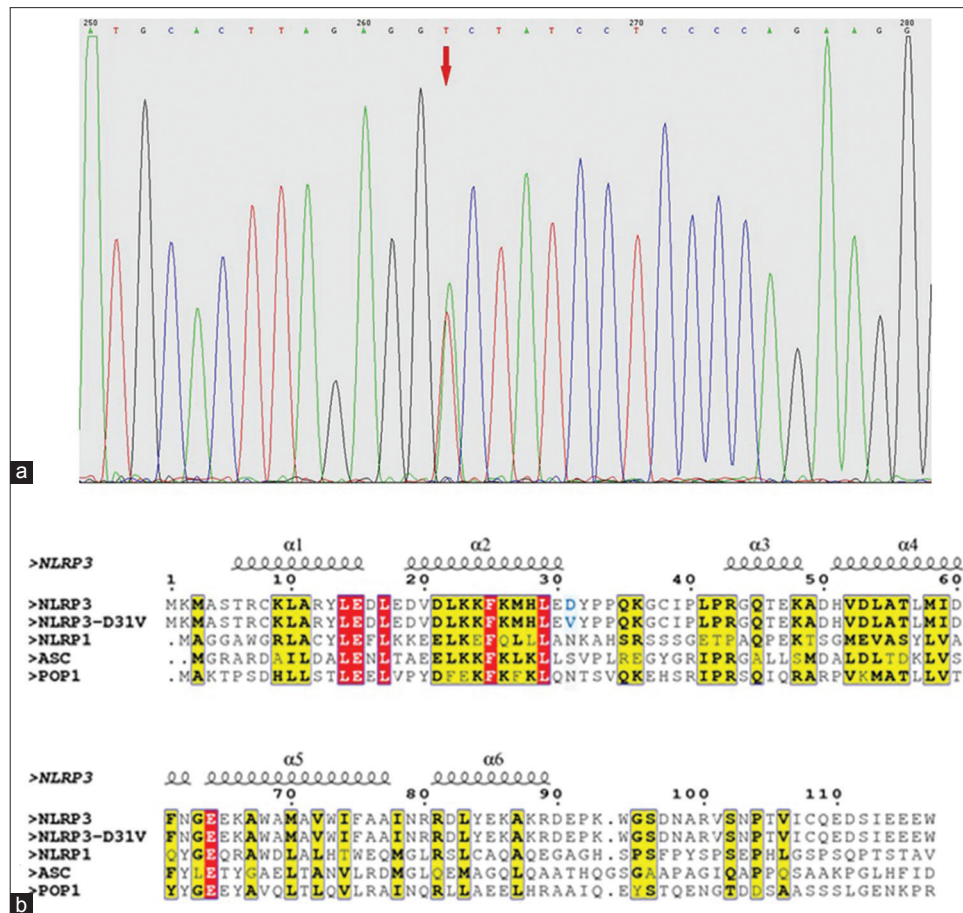 250 260 270 280
A T G C A C T T A G A G G T C T A T C C T C C C C A G A A G G
a
α1 α2 α3 α4
>NLRP3
1 10 20 30 40 50 60
>NLRP3 MKMASTRCKLARYLEDLEDVDLKKFKMHLEDYPPQKGCIPLPRGQTEKADHVDLATLMID
>NLRP3-D31V MKMASTRCKLARYLEDLEDVDLKKFKMHLEVYPPQKGCIPLPRGQTEKADHVDLATLMID
>NLRP1 .MAGGAWGRLACYLEFLKKEELKEFQLLLANKAHSRSSSGETPAQPEKTSGMEVASYLVA
>ASC ..MGRARDAILDALENLTAEELKKFKLKLLSVPLREGYGRIPRGALLSMDALDLTDKLVS
>POP1 .MAKTPSDHLLSTLEELVPYDFEKFKFKLQNTSVQKEHSRIPRSQIQRARPVKMATLLVT
α5 α6
>NLRP3
70 80 90 100 110
>NLRP3 FNGEEKAWAMAVWIFAAINRRDLYEKAKRDEPK.WGSDNARVSNPTVICQEDSIEEEW
>NLRP3-D31V FNGEEKAWAMAVWIFAAINRRDLYEKAKRDEPK.WGSDNARVSNPTVICQEDSIEEEW
>NLRP1 QYGEQRAWDLALHTWEQMGLRSLCAQAQEGAGH.SPSFPYSPSEPHLGSPSQPTSTAV
>ASC FYLETYGAELTANVLRDMGLQEMAGQLQAATHQGSGAAPAGIQAPPQSAAKPGLHFID
>POP1 YYGEEYAVQLTLQVLRAINQRLLAEELHRAAIQ.EYSTQENGTDDSAASSSLGENKPR
b